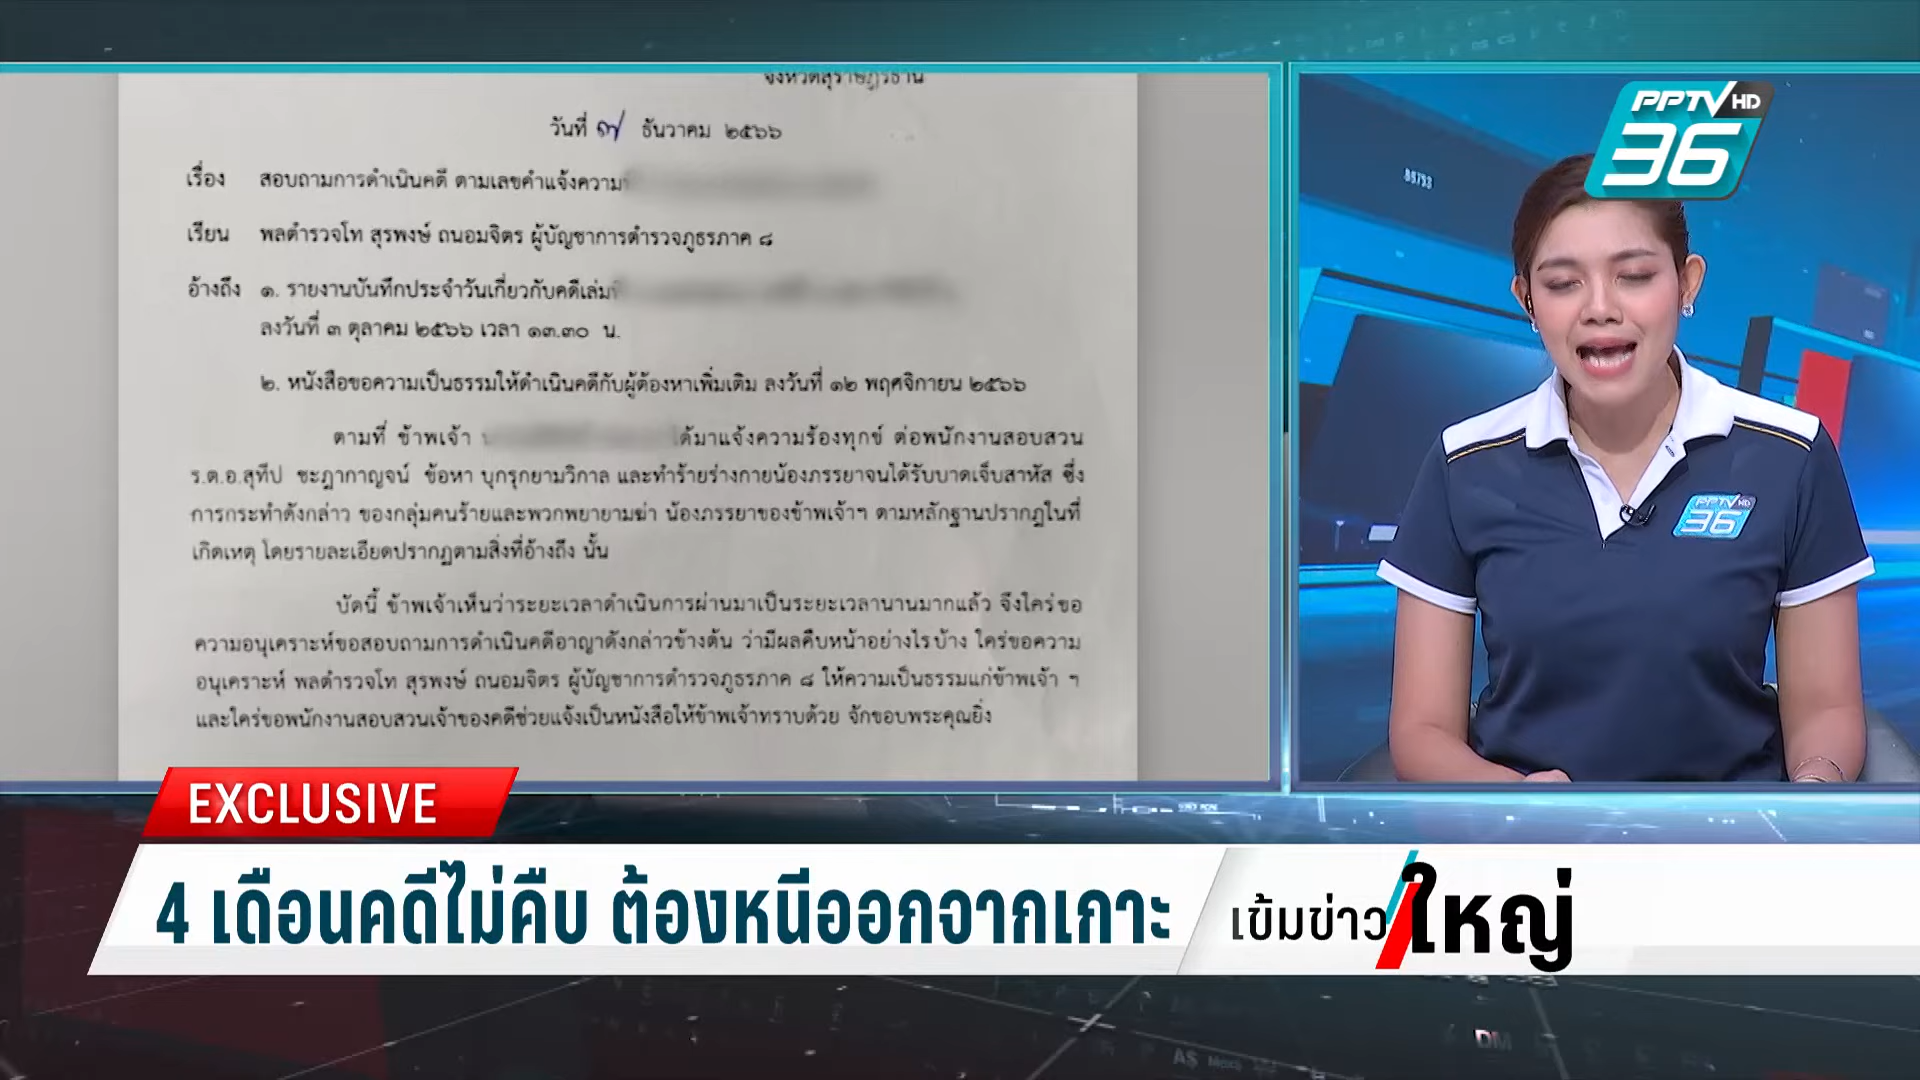 จังหวัดสุราษฎร์ธานี
วันที่ ๗ ธันวาคม ๒๕๖๖
เรื่อง สอบถามการดำเนินคดี ตามเลขคำแจ้งความ
เรียน พลตำรวจโท สุรพงษ์ ถนอมจิตร ผู้บัญชาการตำรวจภูธรภาค ๘
อ้างถึง ๑. รายงานบันทึกประจำวันเกี่ยวกับคดีเล่ม
ลงวันที่ ๓ ตุลาคม ๒๕๖๖ เวลา ๑๓.๓๐ น.
๒. หนังสือขอความเป็นธรรมให้ดำเนินคดีกับผู้ต้องหาเพิ่มเติม ลงวันที่ ๑๒ พฤศจิกายน ๒๕๖๖
ตามที่ ข้าพเจ้า ได้มาแจ้งความร้องทุกข์ ต่อพนักงานสอบสวน
ร.ต.อ.สุทีป ชะฎากาญจน์ ข้อหา บุกรุกยามวิกาล และทำร้ายร่างกายน้องภรรยาจนได้รับบาดเจ็บสาหัส ซึ่ง
การกระทำดังกล่าว ของกลุ่มคนร้ายและพวกพยายามฆ่า น้องภรรยาของข้าพเจ้าฯ ตามหลักฐานปรากฏในที่
เกิดเหตุ โดยรายละเอียดปรากฏตามสิ่งที่อ้างถึง นั้น
บัดนี้ ข้าพเจ้าเห็นว่าระยะเวลาดำเนินการผ่านมาเป็นระยะเวลานานมากแล้ว จึงใคร่ขอ
ความอนุเคราะห์ขอสอบถามการดำเนินคดีอาญาดังกล่าวข้างต้น ว่ามีผลคืบหน้าอย่างไรบ้าง ใคร่ขอความ
อนุเคราะห์ พลตำรวจโท สุรพงษ์ ถนอมจิตร ผู้บัญชาการตำรวจภูธรภาค ๘ ให้ความเป็นธรรมแก่ข้าพเจ้า ฯ
และใคร่ขอพนักงานสอบสวนเจ้าของคดีช่วยแจ้งเป็นหนังสือให้ข้าพเจ้าทราบด้วย จักขอบพระคุณยิ่ง
PPTV HD
36
PPTV HD
36
EXCLUSIVE
4 เดือนคดีไม่คืบ ต้องหนีออกจากเกาะ
เข้มข่าวใหญ่